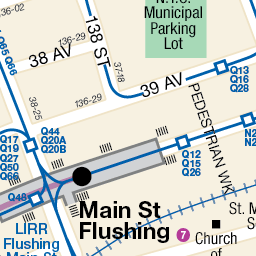 N.Y.C.
Municipal
Parking
Lot
Q65
Q66
138 ST
38 AV
136-29
37-18
39 AV
Q13
Q16
Q28
136-29
38-25
PEDESTRIAN WK
Q17
Q19
Q27
Q50
Q66
Q44
Q20A
Q20B
Q12
Q15
Q26
N2
Q48
Main St
Flushing
LIRR
Flushing
Main St
7
Church of
St. M